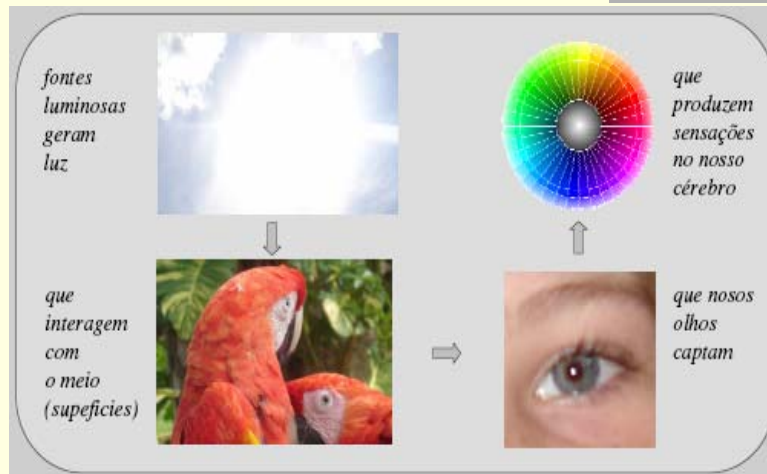 fontes
luminosas
geram
luz
que
interagem
com
o meio
(supeficies)
que nosos
olhos
captam
que
produzem
sensações
no nosso
cérebro